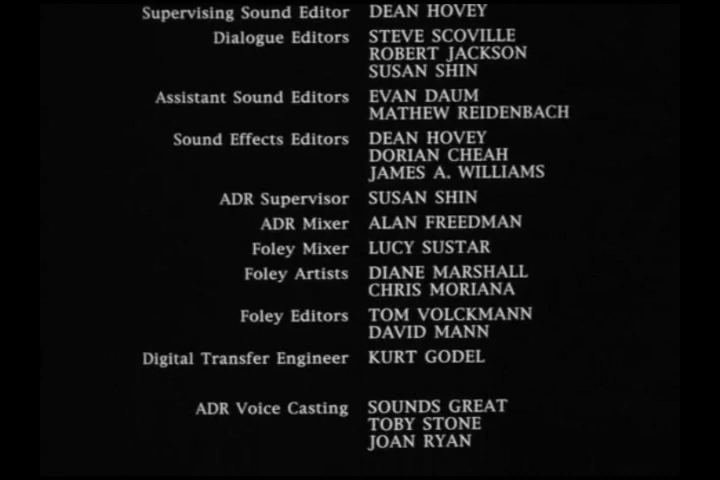 Supervising Sound Editor DEAN HOVEY
Dialogue Editors STEVE SCOVILLE
ROBERT JACKSON
SUSAN SHIN
Assistant Sound Editors EVAN DAUM
MATHEW REIDENBACH
Sound Effects Editors DEAN HOVEY
DORIAN CHEAH
JAMES A. WILLIAMS
ADR Supervisor SUSAN SHIN
ADR Mixer ALAN FREEDMAN
Foley Mixer LUCY SUSTAR
Foley Artists DIANE MARSHALL
CHRIS MORIANA
Foley Editors TOM VOLCKMANN
DAVID MANN
Digital Transfer Engineer KURT GODEL
ADR Voice Casting SOUNDS GREAT
TOBY STONE
JOAN RYAN